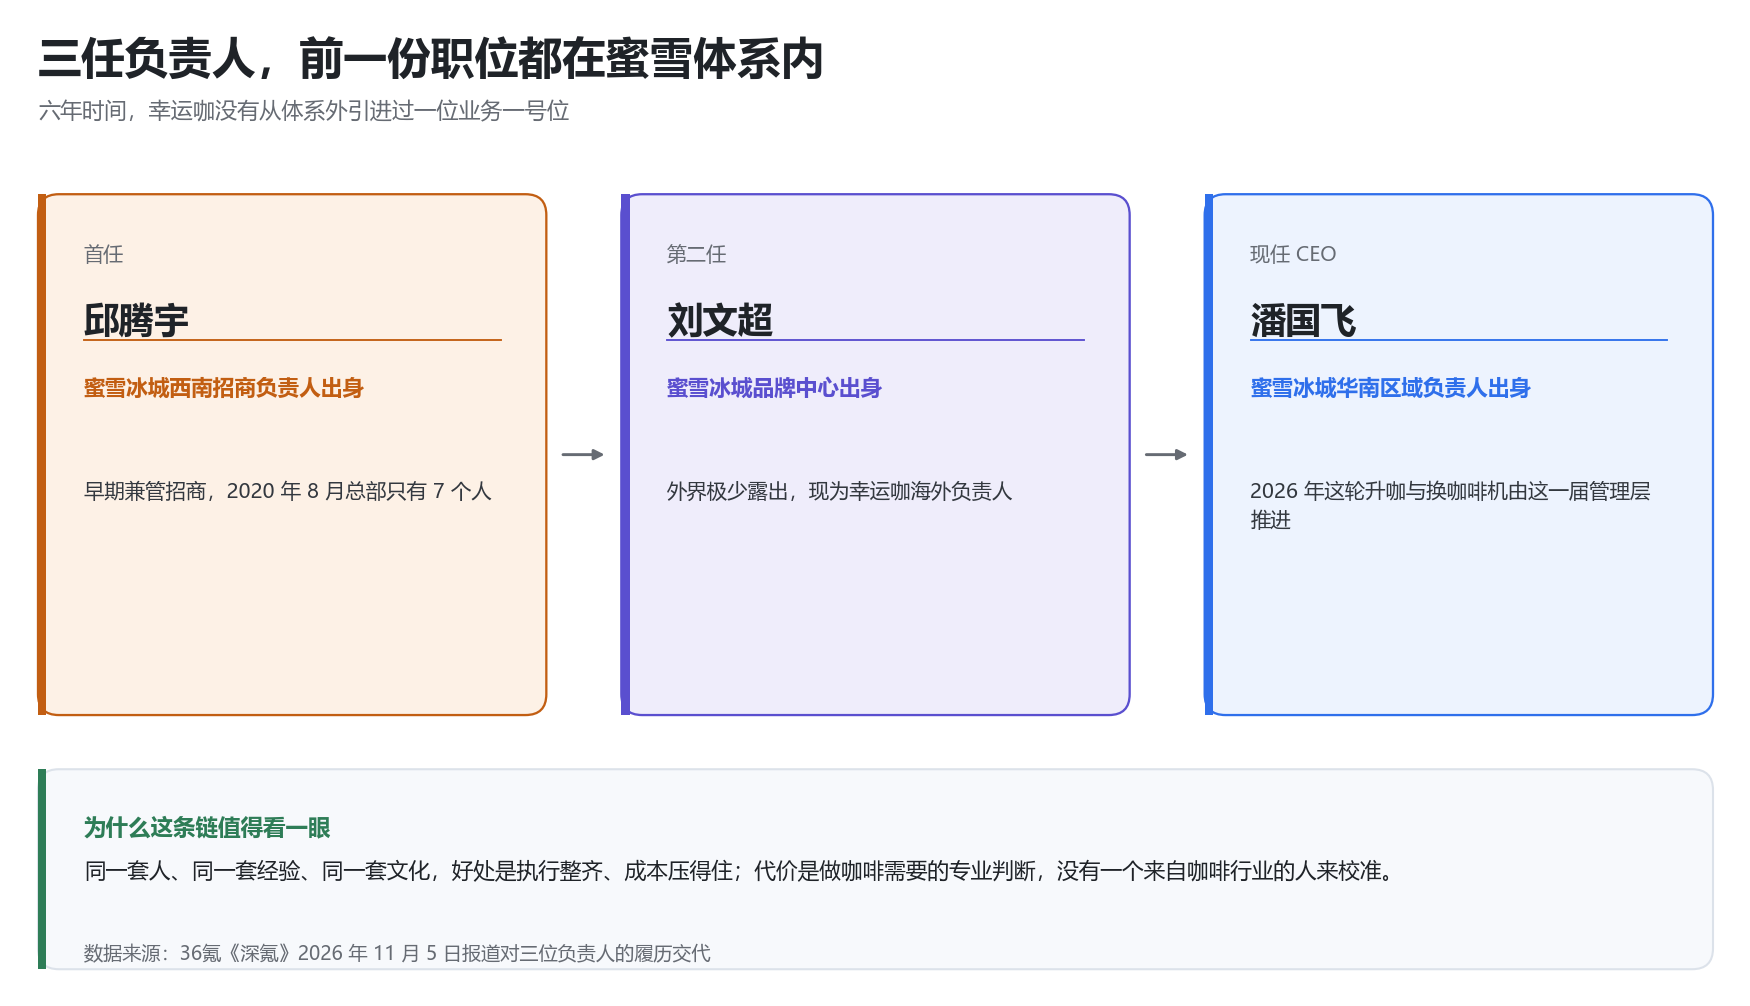 三任负责人，前一份职位都在蜜雪体系内
六年时间，幸运咖没有从体系外引进过一位业务一号位
首任
邱腾宇
蜜雪冰城西南招商负责人出身
早期兼管招商，2020 年 8 月总部只有 7 个人
第二任
刘文超
蜜雪冰城品牌中心出身
外界极少露出，现为幸运咖海外负责人
现任 CEO
潘国飞
蜜雪冰城华南区域负责人出身
2026 年这轮升咖与换咖啡机由这一届管理层
推进
为什么这条链值得看一眼
同一套人、同一套经验、同一套文化，好处是执行整齐、成本压得住；代价是做咖啡需要的专业判断，没有一个来自咖啡行业的人来校准。
数据来源：36氪《深氪》2026 年 11 月 5 日报道对三位负责人的履历交代